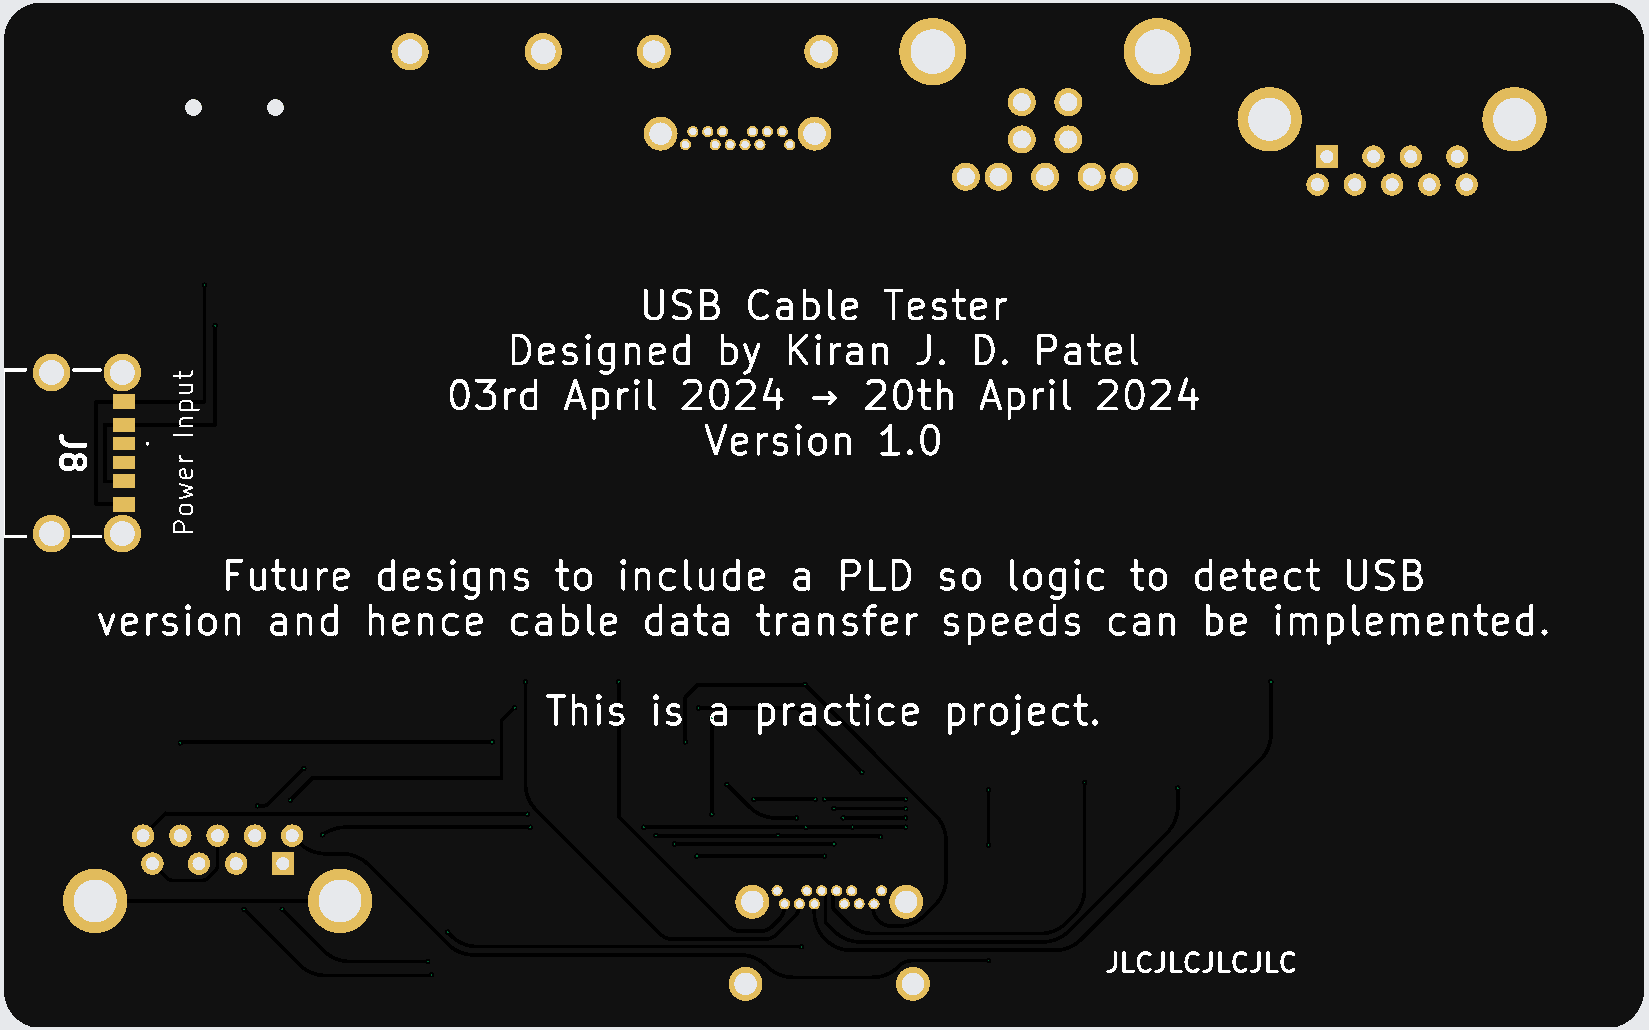 USB Cable Tester
Designed by Kiran J. D. Patel
03rd April 2024 → 20th April 2024
Version 1.0
J8
Power Input
Future designs to include a PLD so logic to detect USB
version and hence cable data transfer speeds can be implemented.
This is a practice project.
JLCJLCJLCJLC